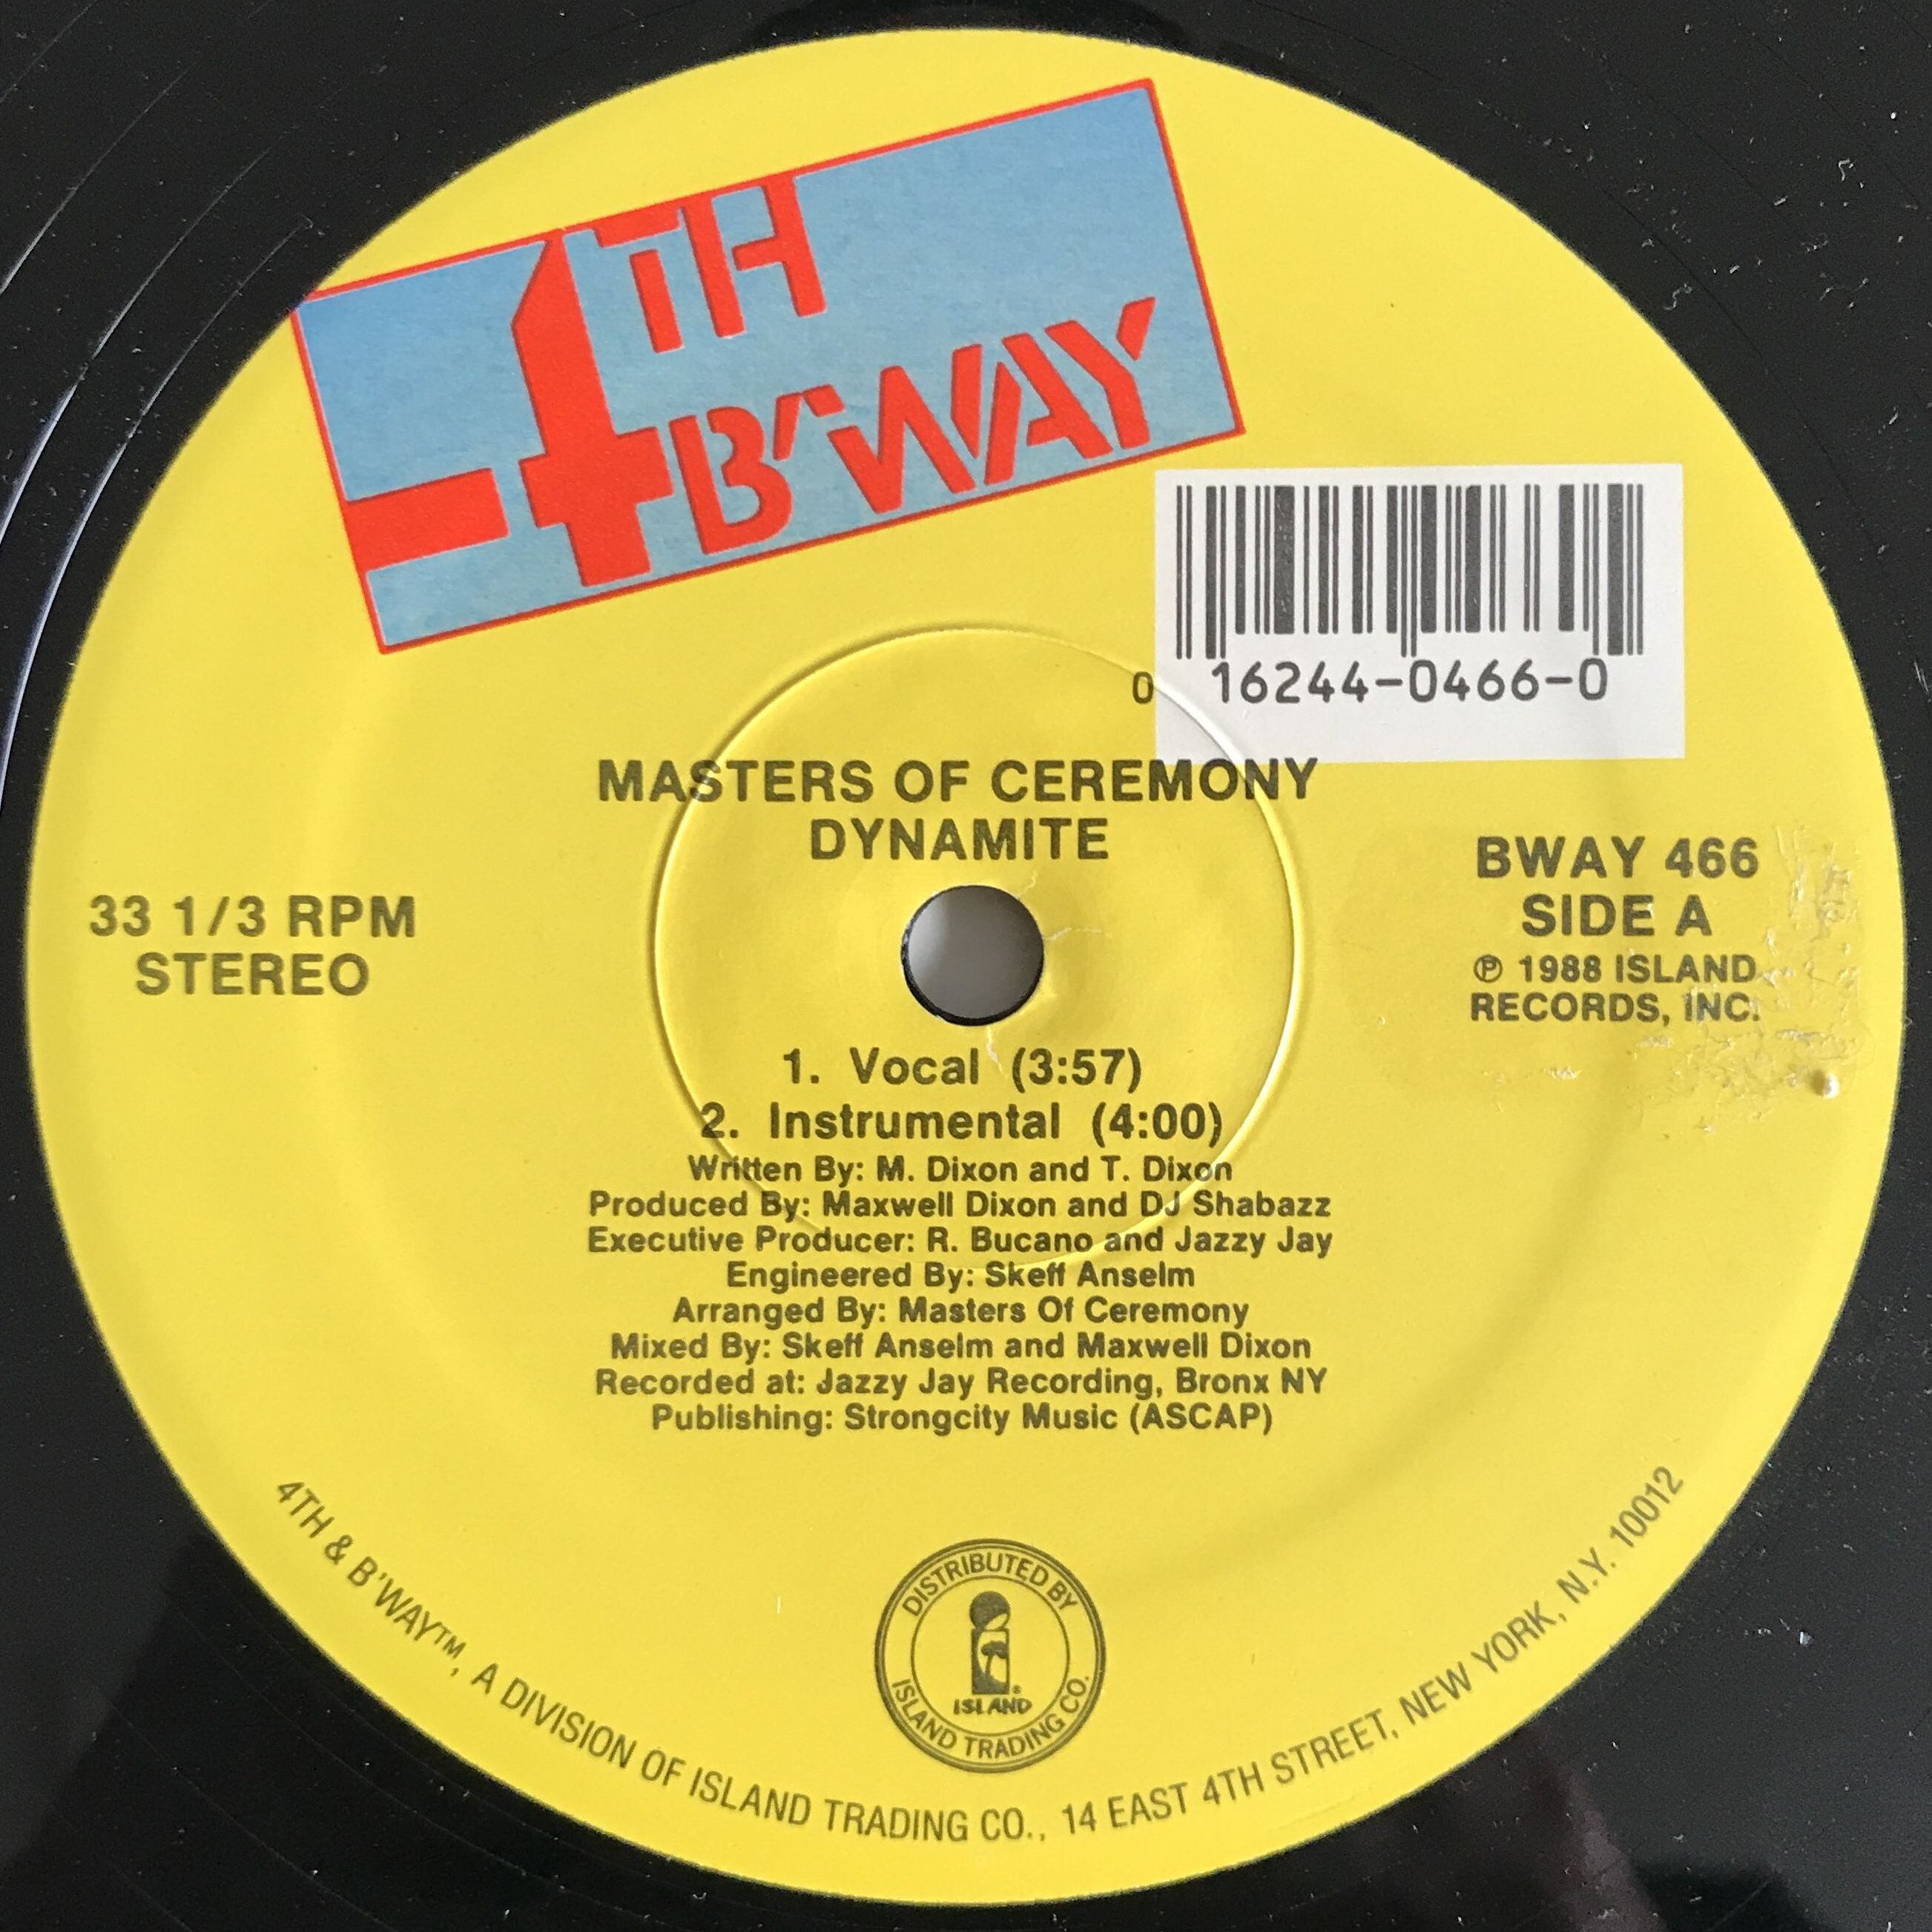 4TH
B'WAY
0 16244-0466-0
MASTERS OF CEREMONY
DYNAMITE
33 1/3 RPM
STEREO
BWAY 466
SIDE A
℗ 1988 ISLAND
RECORDS, INC.
1. Vocal (3:57)
2. Instrumental (4:00)
Written By: M. Dixon and T. Dixon
Produced By: Maxwell Dixon and DJ Shabazz
Executive Producer: R. Bucano and Jazzy Jay
Engineered By: Skeff Anselm
Arranged By: Masters Of Ceremony
Mixed By: Skeff Anselm and Maxwell Dixon
Recorded at: Jazzy Jay Recording, Bronx NY
Publishing: Strongcity Music (ASCAP)
DISTRIBUTED BY
ISLAND®
ISLAND TRADING CO.
4TH & B'WAY™, A DIVISION OF ISLAND TRADING CO., 14 EAST 4TH STREET, NEW YORK, N.Y. 10012